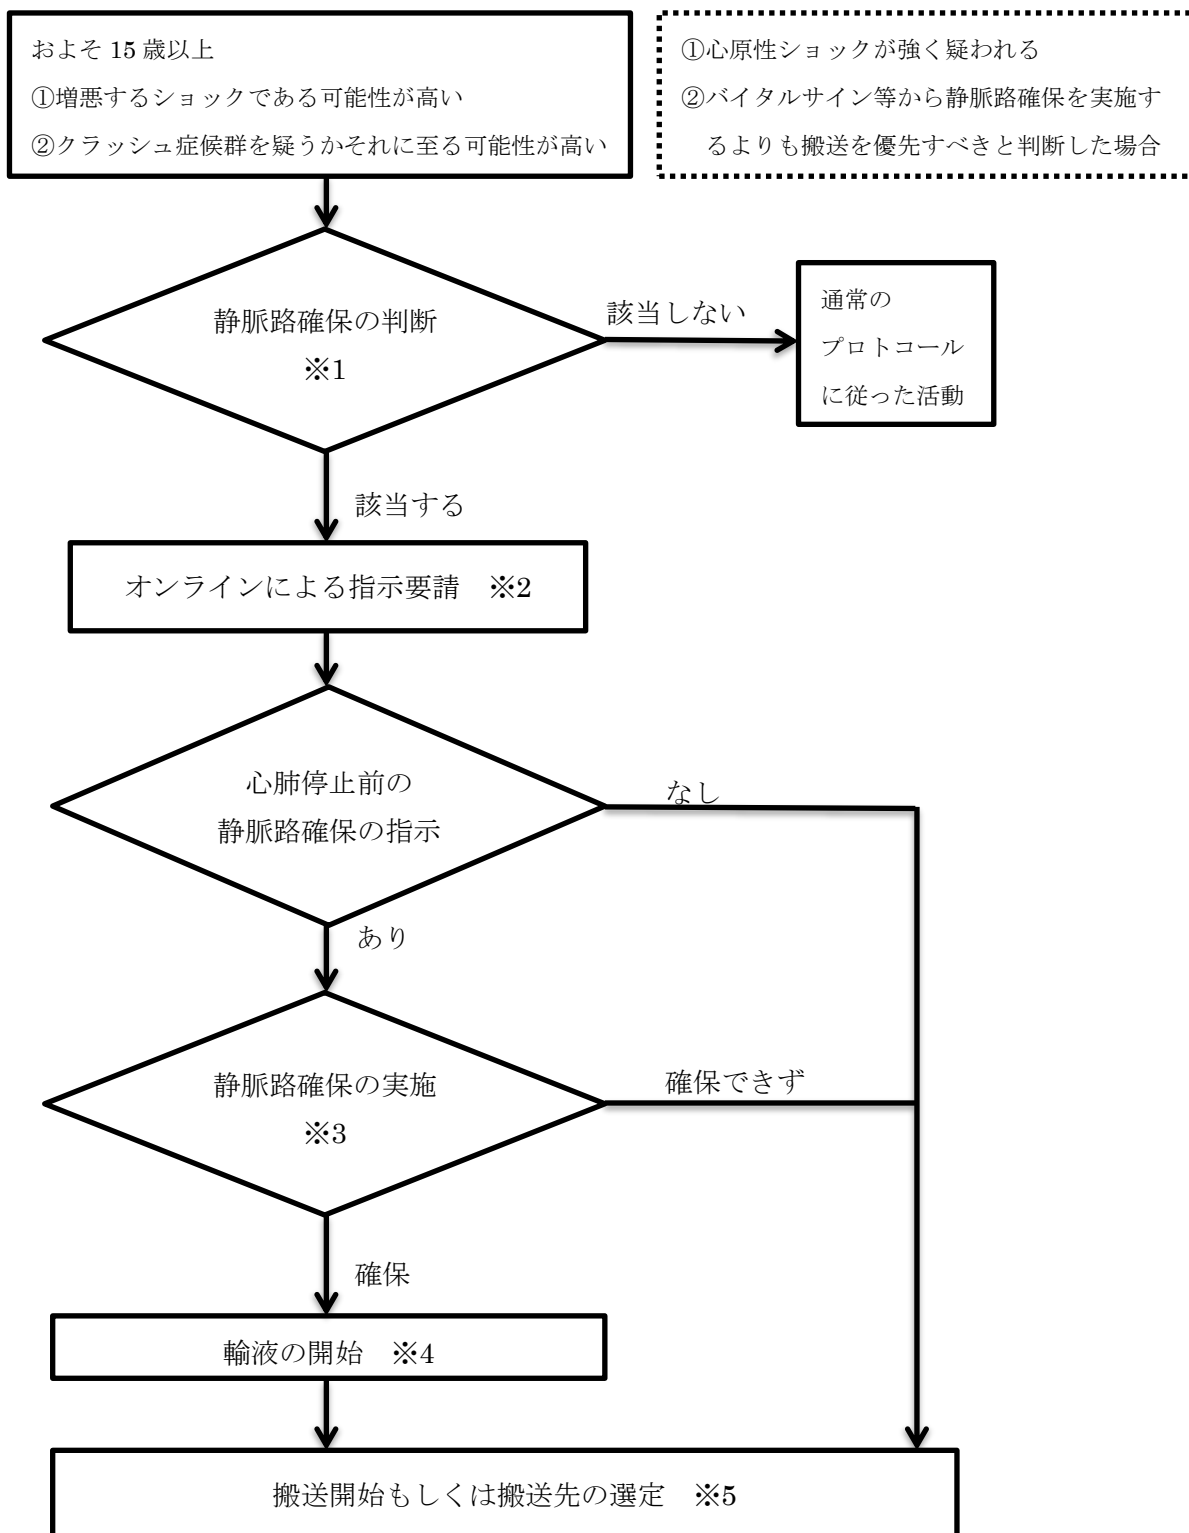 およそ 15 歳以上
①増悪するショックである可能性が高い
②クラッシュ症候群を疑うかそれに至る可能性が高い
①心原性ショックが強く疑われる
②バイタルサイン等から静脈路確保を実施す
るよりも搬送を優先すべきと判断した場合
静脈路確保の判断
※1
該当しない
通常の
プロトコール
に従った活動
該当する
オンラインによる指示要請 ※2
心肺停止前の
静脈路確保の指示
なし
あり
静脈路確保の実施
※3
確保できず
確保
輸液の開始 ※4
搬送開始もしくは搬送先の選定 ※5